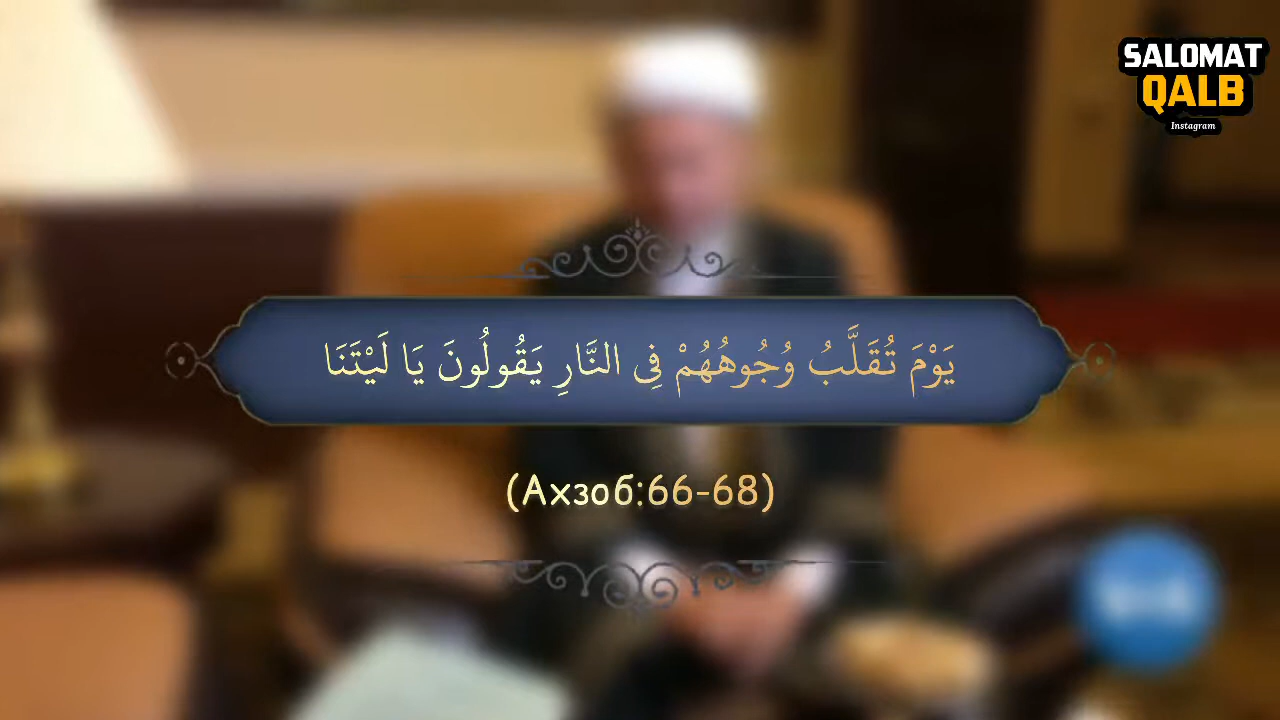 SALOMAT
QALB
Instagram
يَوْمَ تُقَلَّبُ وُجُوهُهُمْ فِى النَّارِ يَقُولُونَ يَا لَيْتَنَا
(Ахзоб:66-68)